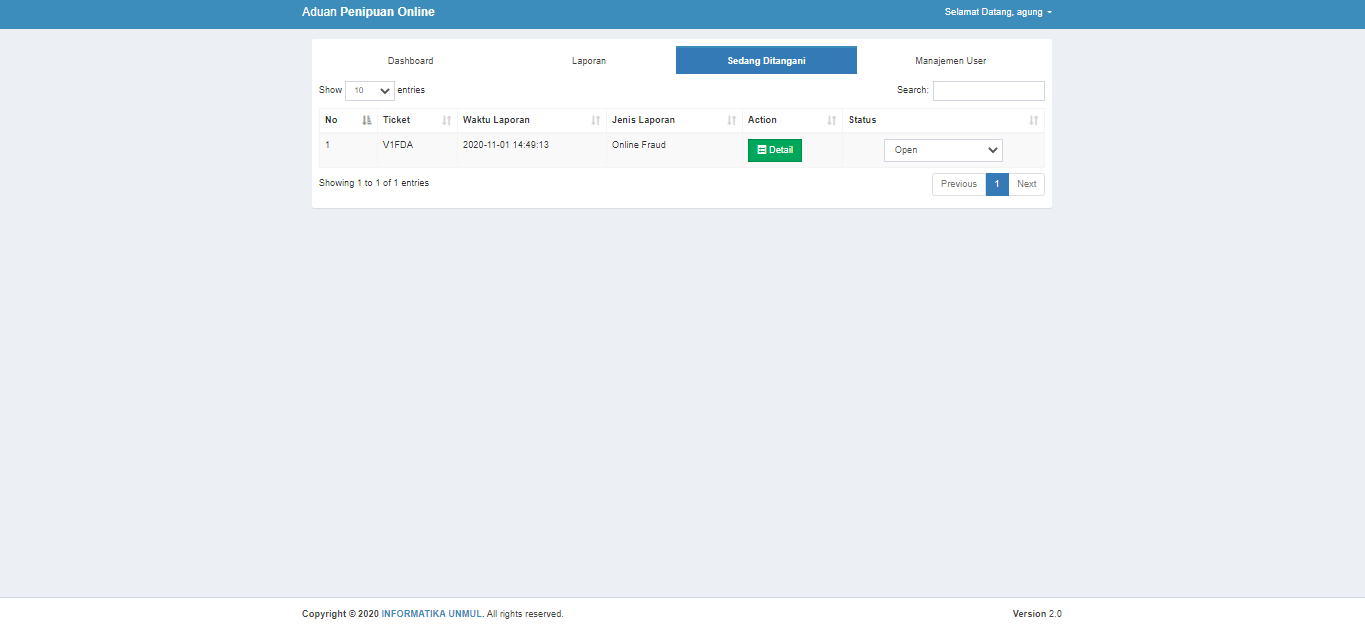 Aduan Penipuan Online
Selamat Datang, agung
Dashboard Laporan Sedang Ditangani Manajemen User
Show 10 entries Search:
No Ticket Waktu Laporan Jenis Laporan Action Status
1 V1FDA 2020-11-01 14:49:13 Online Fraud Detail Open
Showing 1 to 1 of 1 entries Previous 1 Next
Copyright © 2020 INFORMATIKA UNMUL. All rights reserved. Version 2.0